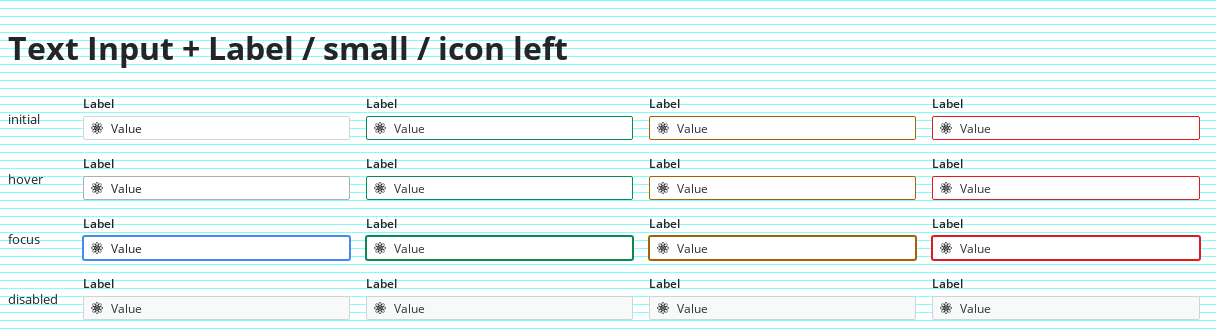 Text Input + Label / small / icon left
Label Label Label Label
initial Value Value Value Value
Label Label Label Label
hover Value Value Value Value
Label Label Label Label
focus Value Value Value Value
Label Label Label Label
disabled Value Value Value Value